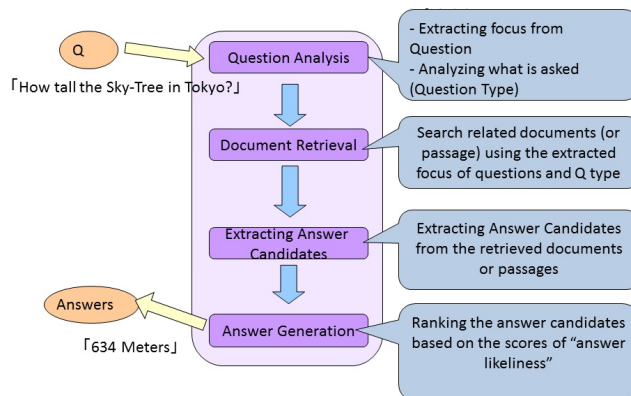 Q
「How tall the Sky-Tree in Tokyo?」
Question Analysis
- Extracting focus from
Question
- Analyzing what is asked
(Question Type)
Document Retrieval
Search related documents (or
passage) using the extracted
focus of questions and Q type
Extracting Answer
Candidates
Extracting Answer Candidates
from the retrieved documents
or passages
Answers
「634 Meters」
Answer Generation
Ranking the answer candidates
based on the scores of “answer
likeliness”